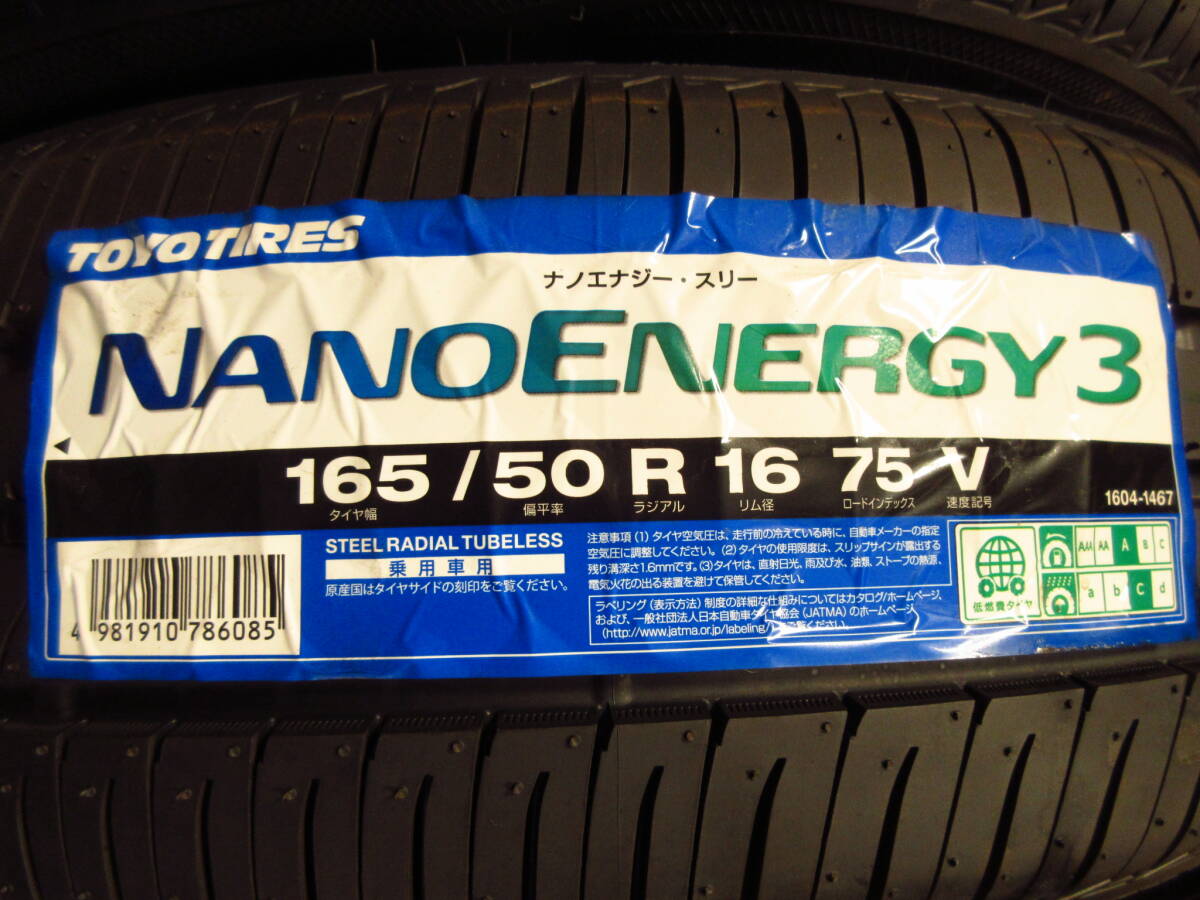 TOYO TIRES
ナノエナジー・スリー
NANOENERGY 3
165 / 50 R 16 75 V
タイヤ幅 偏平率 ラジアル リム径 ロードインデックス 速度記号
1604-1467
STEEL RADIAL TUBELESS
乗用車用
原産国はタイヤサイドの刻印をご覧ください。
4 981910 786085
注意事項 (1) タイヤ空気圧は、走行前の冷えている時に、自動車メーカーの指定
空気圧に調整してください。(2)タイヤの使用限度は、スリップサインが露出する
残り溝深さ1.6mmです。(3)タイヤは、直射日光、雨及び水、油類、ストーブの熱源、
電気火花の出る装置を避けて保管してください。
ラベリング (表示方法) 制度の詳細な仕組みについてはカタログ/ホームページ、
および、一般社団法人日本自動車タイヤ協会 (JATMA) のホームページ
(http://www.jatma.or.jp/labeling/) ご覧ください。
低燃費タイヤ
AAA AA A B C
a b c d